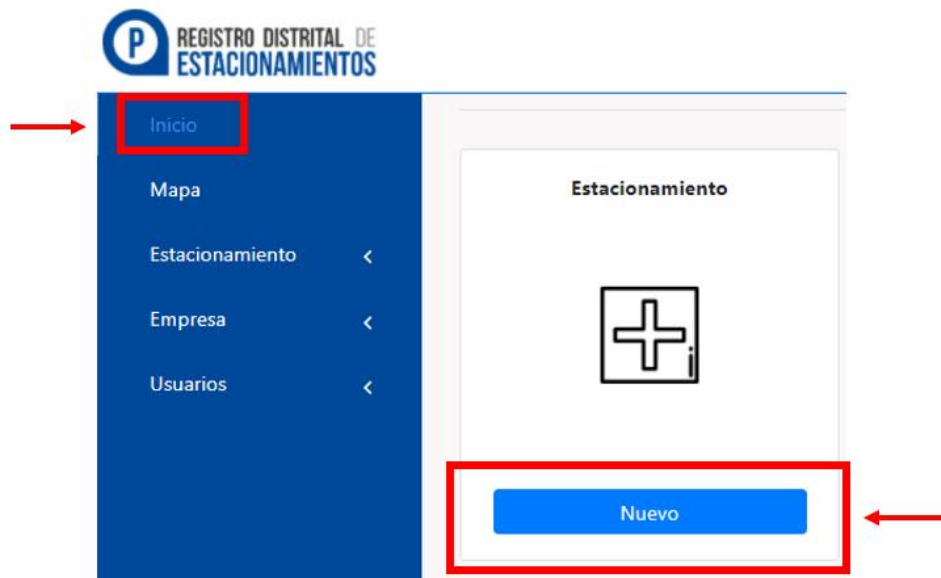 P
REGISTRO DISTRITAL DE
ESTACIONAMIENTOS
Inicio
Mapa
Estacionamiento
Empresa
Usuarios
Estacionamiento
i
Nuevo